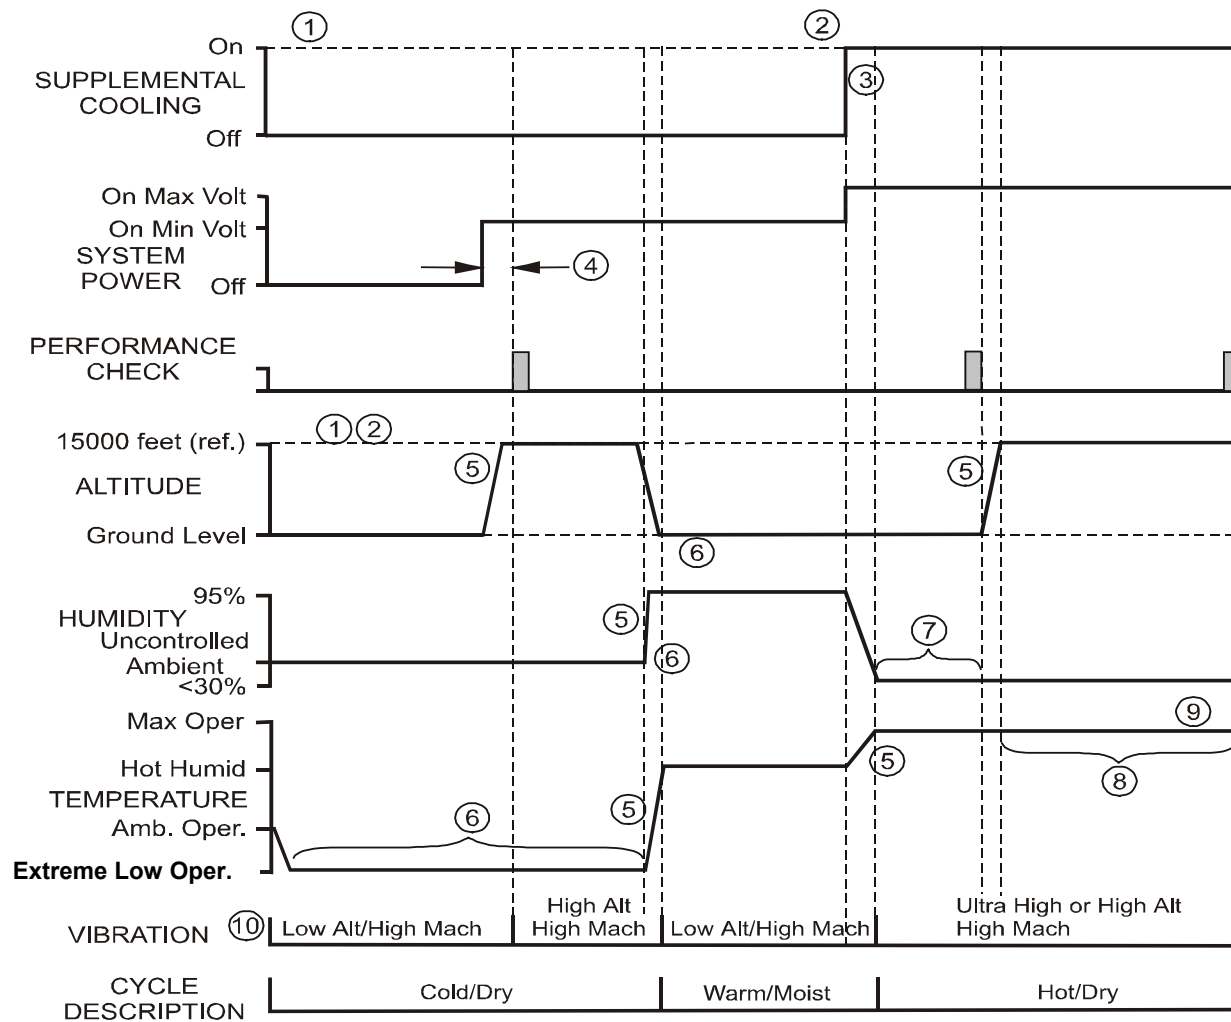 ①
②
On
SUPPLEMENTAL
COOLING
③
Off
On Max Volt
On Min Volt
SYSTEM
POWER
Off
④
PERFORMANCE
CHECK
15000 feet (ref.)
① ②
ALTITUDE
⑤
⑤
Ground Level
⑥
95%
HUMIDITY
Uncontrolled
Ambient
<30%
⑤
⑥
⑦
Max Oper
⑨
Hot Humid
⑤
⑧
TEMPERATURE
Amb. Oper.
⑥
⑤
Extreme Low Oper.
VIBRATION
⑩
Low Alt/High Mach
High Alt
High Mach
Low Alt/High Mach
Ultra High or High Alt
High Mach
CYCLE
DESCRIPTION
Cold/Dry
Warm/Moist
Hot/Dry